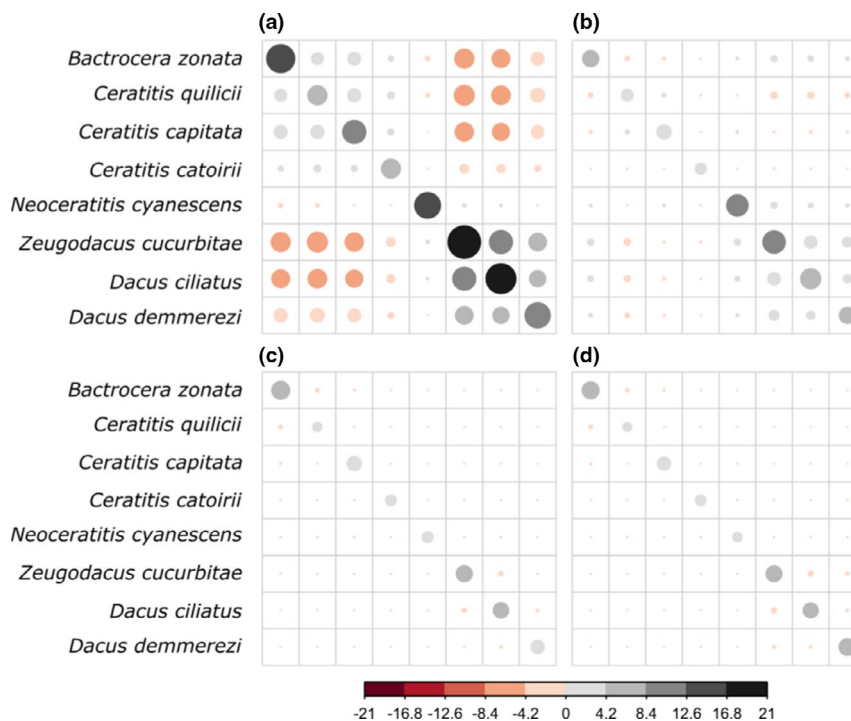 (a) (b)
Bactrocera zonata
Ceratitis quilicii
Ceratitis capitata
Ceratitis catoirii
Neoceratitis cyanescens
Zeugodacus cucurbitae
Dacus ciliatus
Dacus demmerezi
(c) (d)
Bactrocera zonata
Ceratitis quilicii
Ceratitis capitata
Ceratitis catoirii
Neoceratitis cyanescens
Zeugodacus cucurbitae
Dacus ciliatus
Dacus demmerezi
-21 -16.8 -12.6 -8.4 -4.2 0 4.2 8.4 12.6 16.8 21